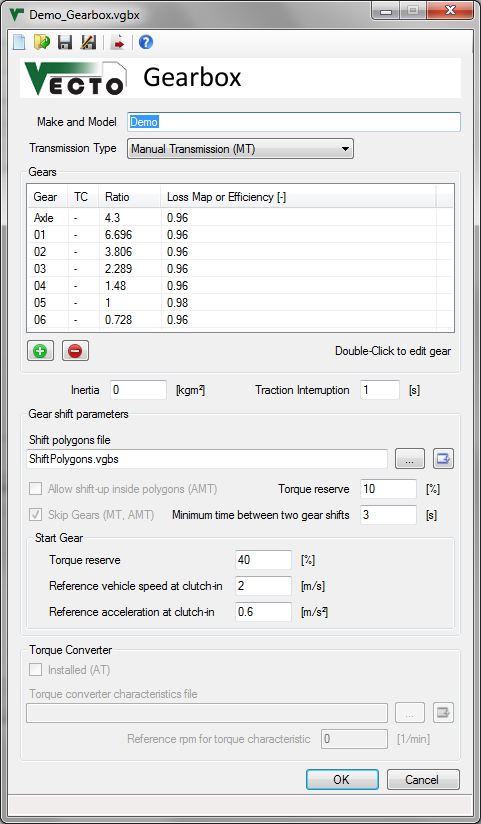 Demo_Gearbox.vgbx
VECTO Gearbox
Make and Model Demo
Transmission Type Manual Transmission (MT)
Gears
Gear TC Ratio Loss Map or Efficiency [-]
Axle - 4.3 0.96
01 - 6.696 0.96
02 - 3.806 0.96
03 - 2.289 0.96
04 - 1.48 0.96
05 - 1 0.98
06 - 0.728 0.96
Double-Click to edit gear
Inertia 0 [kgm²] Traction Interruption 1 [s]
Gear shift parameters
Shift polygons file
ShiftPolygons.vgbs ...
Allow shift-up inside polygons (AMT) Torque reserve 10 [%]
Skip Gears (MT, AMT) Minimum time between two gear shifts 3 [s]
Start Gear
Torque reserve 40 [%]
Reference vehicle speed at clutch-in 2 [m/s]
Reference acceleration at clutch-in 0.6 [m/s²]
Torque Converter
Installed (AT)
Torque converter characteristics file
...
Reference rpm for torque characteristic 0 [1/min]
OK Cancel